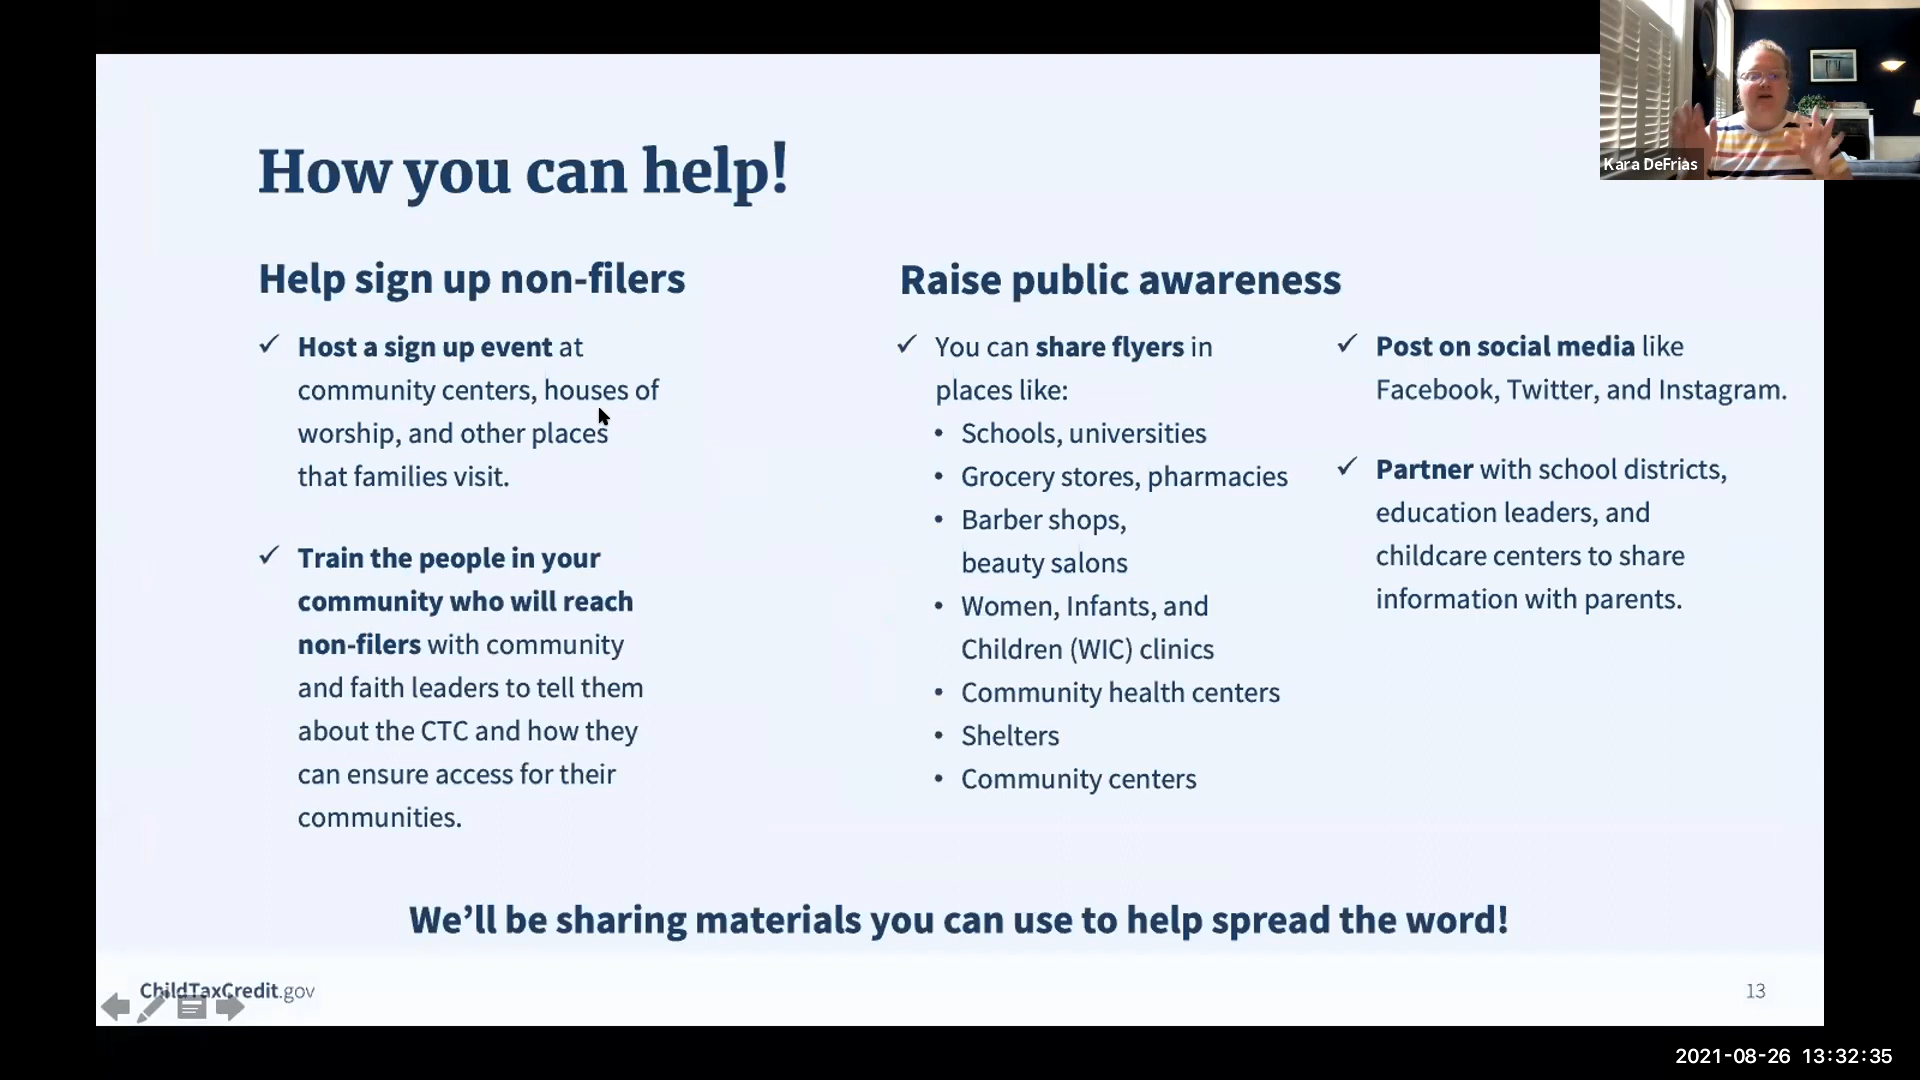 Kara DeFrias
How you can help!
Help sign up non-filers
✓ Host a sign up event at
community centers, houses of
worship, and other places
that families visit.
✓ Train the people in your
community who will reach
non-filers with community
and faith leaders to tell them
about the CTC and how they
can ensure access for their
communities.
Raise public awareness
✓ You can share flyers in
places like:
• Schools, universities
• Grocery stores, pharmacies
• Barber shops,
beauty salons
• Women, Infants, and
Children (WIC) clinics
• Community health centers
• Shelters
• Community centers
✓ Post on social media like
Facebook, Twitter, and Instagram.
✓ Partner with school districts,
education leaders, and
childcare centers to share
information with parents.
We’ll be sharing materials you can use to help spread the word!
ChildTaxCredit.gov
13
2021-08-26 13:32:35